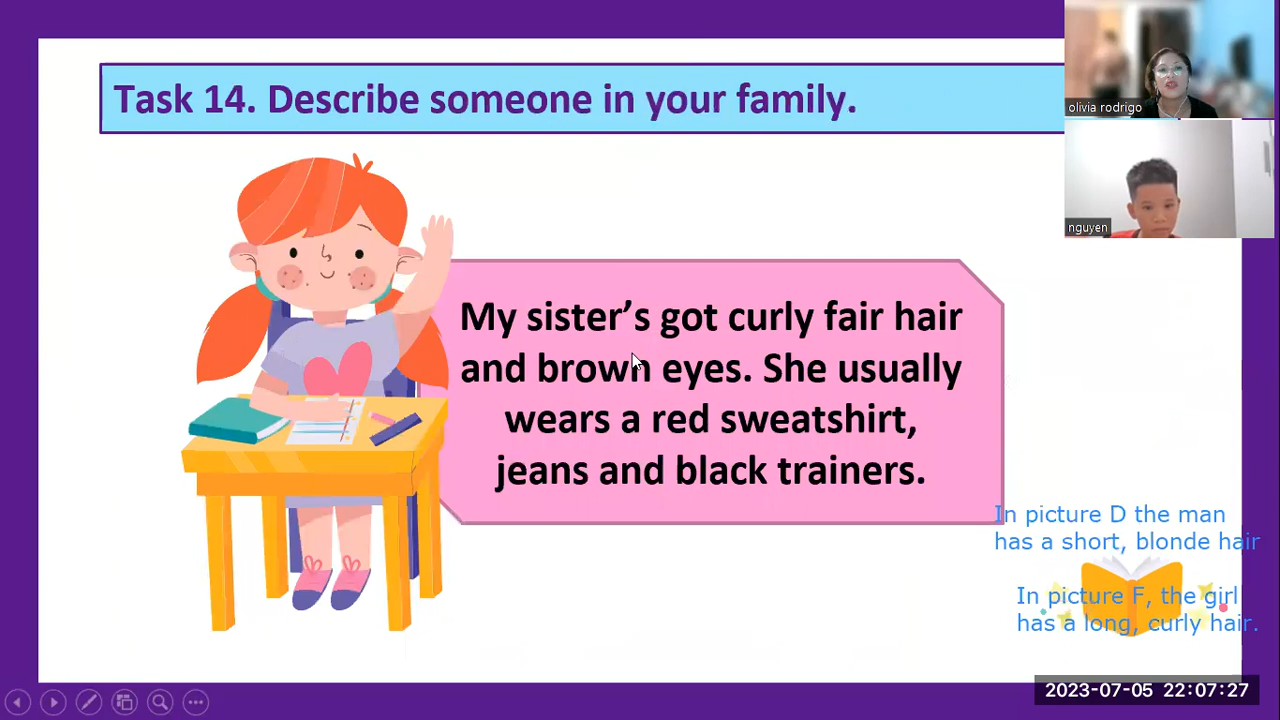 Task 14. Describe someone in your family.
olivia rodrigo
nguyen
My sister’s got curly fair hair
and brown eyes. She usually
wears a red sweatshirt,
jeans and black trainers.
In picture D the man
has a short, blonde hair
In picture F, the girl
has a long, curly hair.
2023-07-05 22:07:27